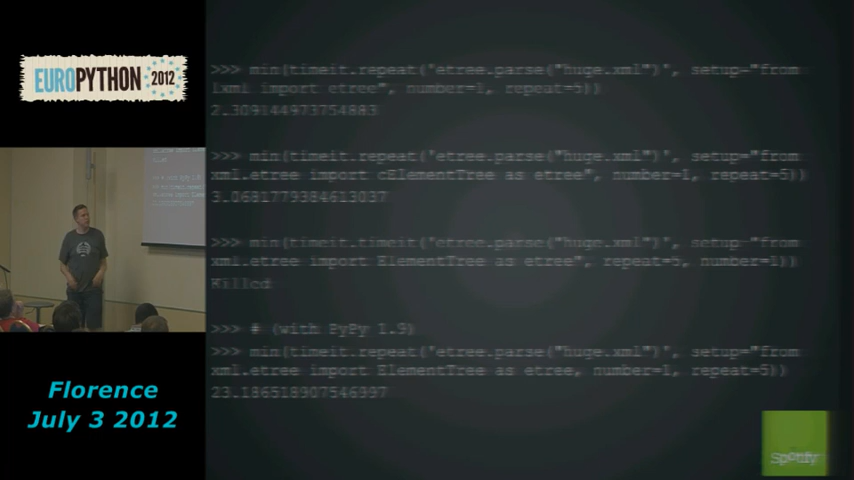 EUROPYTHON 2012
>>> min(timeit.repeat('etree.parse("huge.xml")', setup="from
lxml import etree", number=1, repeat=5))
2.309144973754883
>>> min(timeit.repeat('etree.parse("huge.xml")', setup="from
xml.etree import cElementTree as etree", number=1, repeat=5))
3.0681779384613037
>>> min(timeit.timeit('etree.parse("huge.xml")', setup="from
xml.etree import ElementTree as etree", repeat=5, number=1))
Killed
>>> # (with PyPy 1.9)
>>> min(timeit.repeat('etree.parse("huge.xml")', setup="from
xml.etree import ElementTree as etree, number=1, repeat=5))
23.186518907546997
Florence
July 3 2012
Spotify